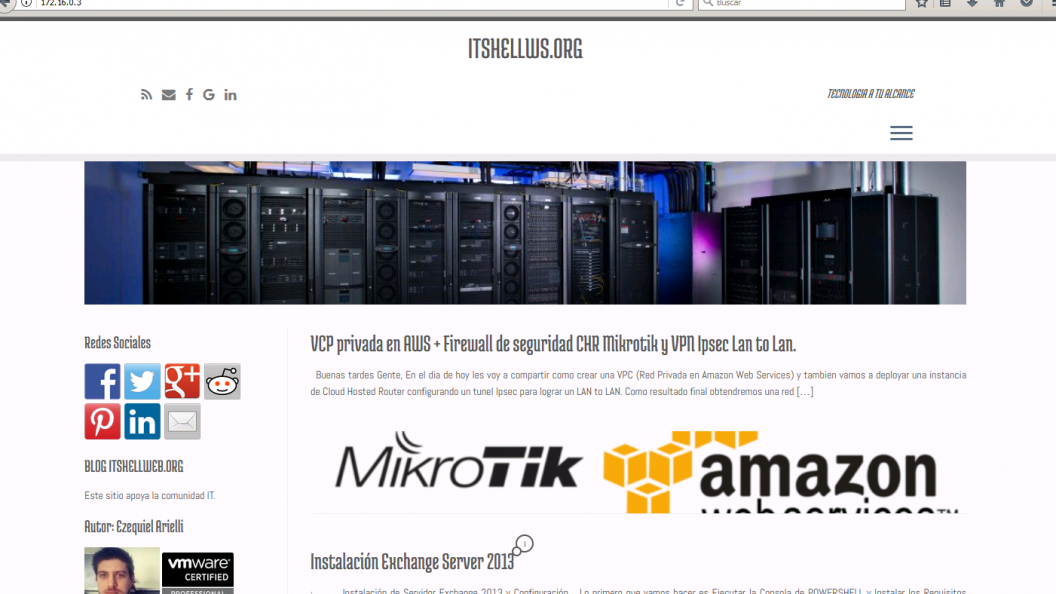 172.16.0.3
Buscar
ITSHELLWS.ORG
TECNOLOGIA A TU ALCANCE
Redes Sociales
BLOG ITSHELLWEB.ORG
Este sitio apoya la comunidad IT.
Autor: Ezequiel Arielli
vmware
CERTIFIED
PROFESSIONAL
VCP privada en AWS + Firewall de seguridad CHR Mikrotik y VPN Ipsec Lan to Lan.
Buenas tardes Gente, En el dia de hoy les voy a compartir como crear una VPC (Red Privada en Amazon Web Services) y tambien vamos a deployar una instancia
de Cloud Hosted Router configurando un tunel Ipsec para lograr un LAN to LAN. Como resultado final obtendremos una red […]
MikroTik
amazon
web services™
1
Instalación Exchange Server 2013
Instalación de Servidor Exchange 2013 y Configuración Lo primero que vamos hacer es Ejecutar la Consola de POWERSHELL y Instalar los Requisitos